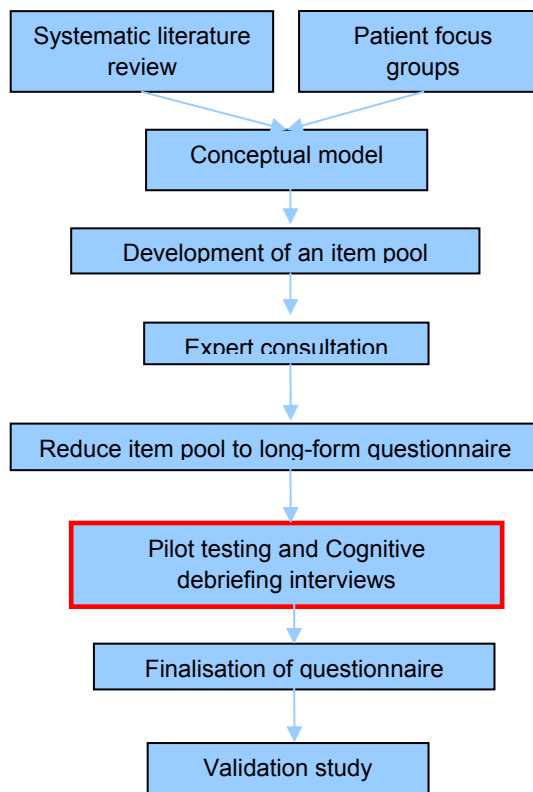 Systematic literature
review
Patient focus
groups
Conceptual model
Development of an item pool
Expert consultation
Reduce item pool to long-form questionnaire
Pilot testing and Cognitive
debriefing interviews
Finalisation of questionnaire
Validation study